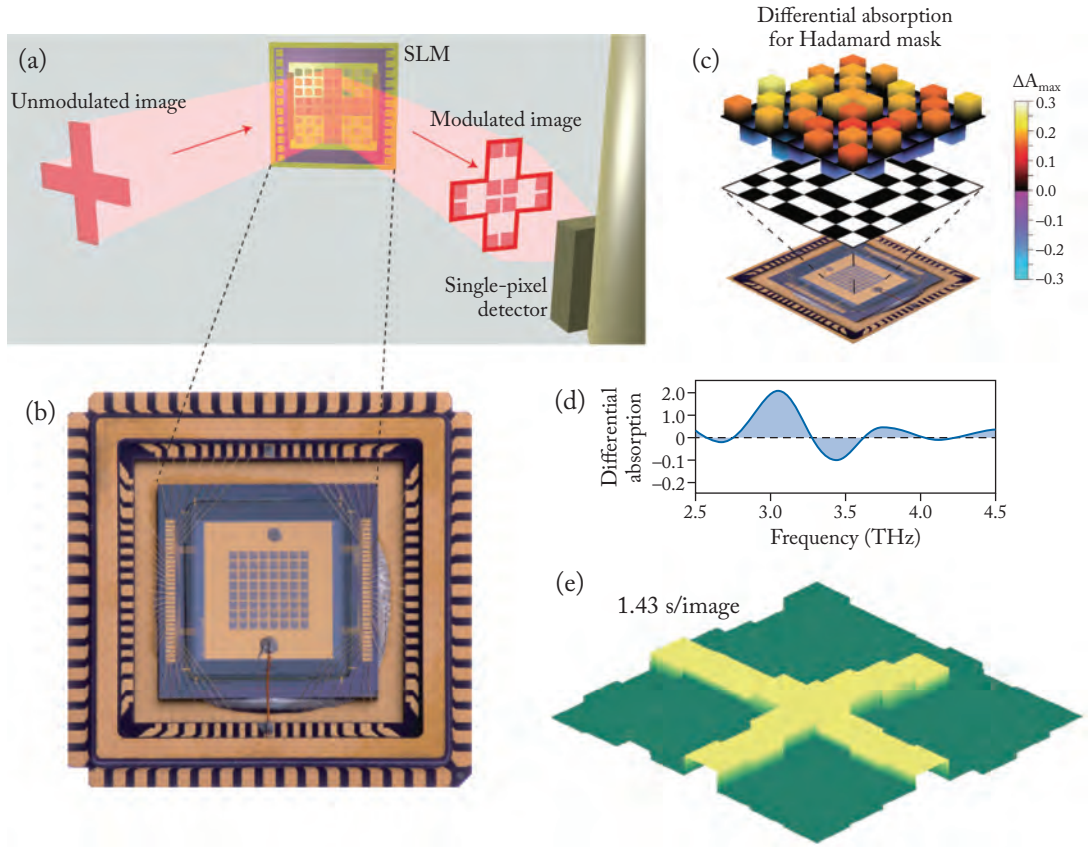 (a)
Unmodulated image
SLM
Modulated image
Single-pixel
detector
(b)
Differential absorption
for Hadamard mask
(c)
ΔAmax
0.3
0.2
0.1
0.0
−0.1
−0.2
−0.3
(d)
Differential
absorption
2.0
1.0
0
−0.1
−0.2
2.5
3.0
3.5
4.0
4.5
Frequency (THz)
(e)
1.43 s/image